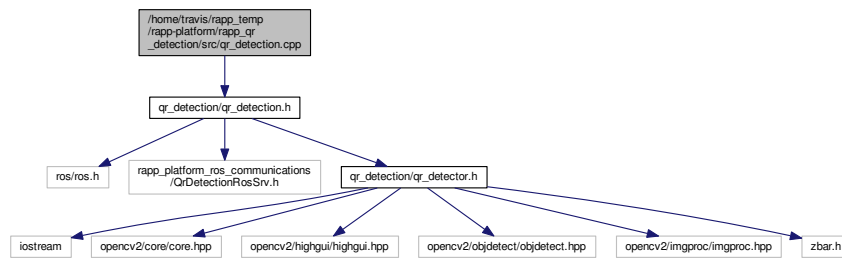 /home/travis/rapp_temp
/rapp-platform/rapp_qr
_detection/src/qr_detection.cpp
qr_detection/qr_detection.h
ros/ros.h
rapp_platform_ros_communications
/QrDetectionRosSrv.h
qr_detection/qr_detector.h
iostream
opencv2/core/core.hpp
opencv2/highgui/highgui.hpp
opencv2/objdetect/objdetect.hpp
opencv2/imgproc/imgproc.hpp
zbar.h